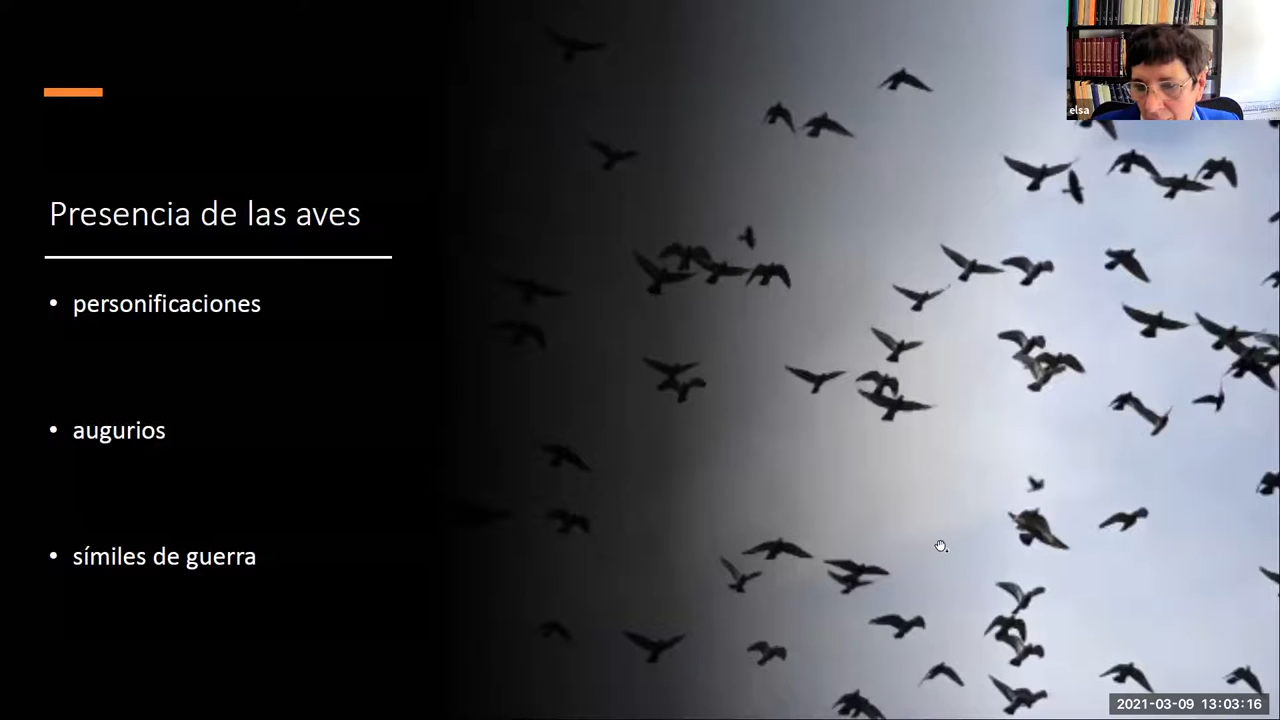 elsa
Presencia de las aves
• personificaciones
• augurios
• símiles de guerra
2021-03-09 13:03:16